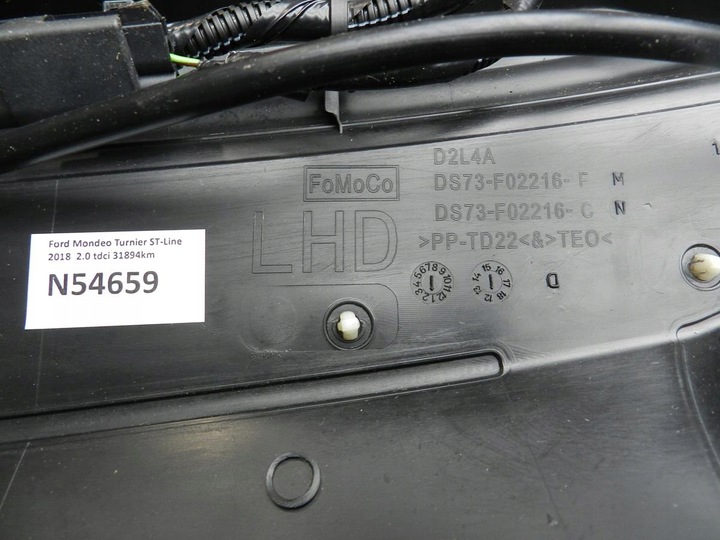 D2L4A
FoMoCo
DS73-F02216- F M
DS73-F02216- C N
LHD
>PP-TD22<&>TEO<
D
Ford Mondeo Turnier ST-Line
2018 2.0 tdci 31894km
N54659